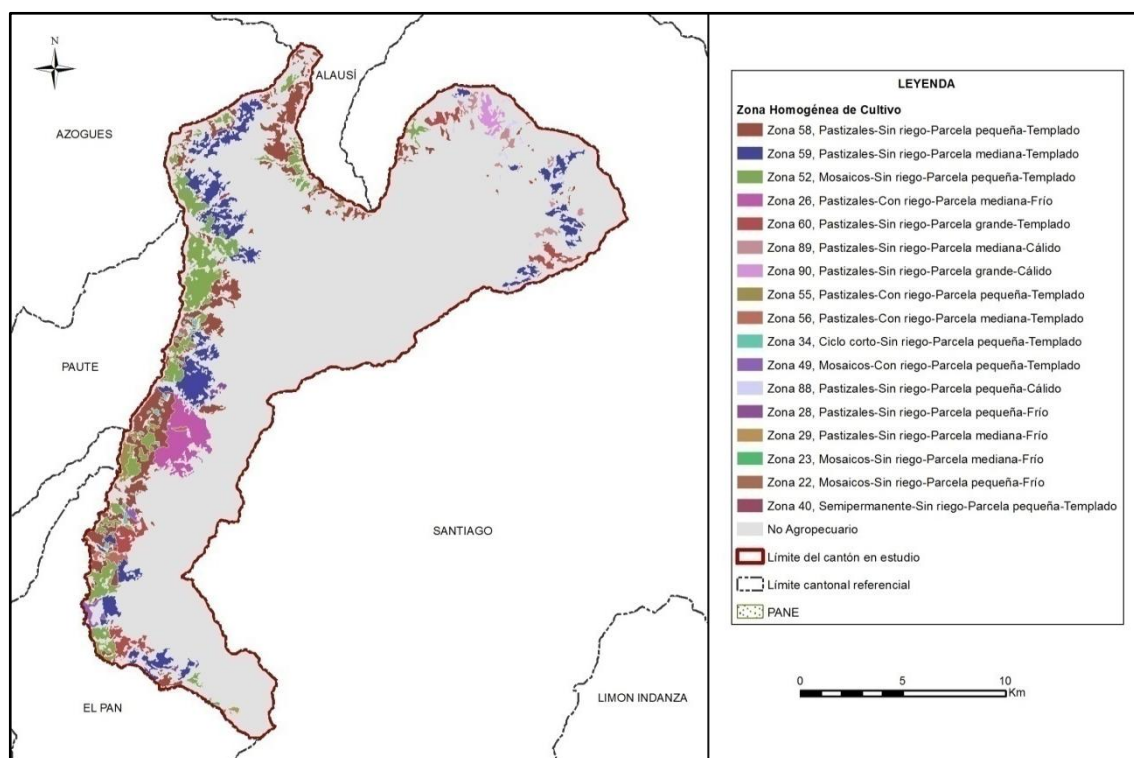 N
ALAUSÍ
AZOGUES
PAUTE
SANTIAGO
EL PAN
LIMON INDANZA
LEYENDA
Zona Homogénea de Cultivo
Zona 58, Pastizales-Sin riego-Parcela pequeña-Templado
Zona 59, Pastizales-Sin riego-Parcela mediana-Templado
Zona 52, Mosaicos-Sin riego-Parcela pequeña-Templado
Zona 26, Pastizales-Con riego-Parcela mediana-Frío
Zona 60, Pastizales-Sin riego-Parcela grande-Templado
Zona 89, Pastizales-Sin riego-Parcela mediana-Cálido
Zona 90, Pastizales-Sin riego-Parcela grande-Cálido
Zona 55, Pastizales-Con riego-Parcela pequeña-Templado
Zona 56, Pastizales-Con riego-Parcela mediana-Templado
Zona 34, Ciclo corto-Sin riego-Parcela pequeña-Templado
Zona 49, Mosaicos-Con riego-Parcela pequeña-Templado
Zona 88, Pastizales-Sin riego-Parcela pequeña-Cálido
Zona 28, Pastizales-Sin riego-Parcela pequeña-Frío
Zona 29, Pastizales-Sin riego-Parcela mediana-Frío
Zona 23, Mosaicos-Sin riego-Parcela mediana-Frío
Zona 22, Mosaicos-Sin riego-Parcela pequeña-Frío
Zona 40, Semipermanente-Sin riego-Parcela pequeña-Templado
No Agropecuario
Límite del cantón en estudio
Límite cantonal referencial
PANE
0 5 10
Km